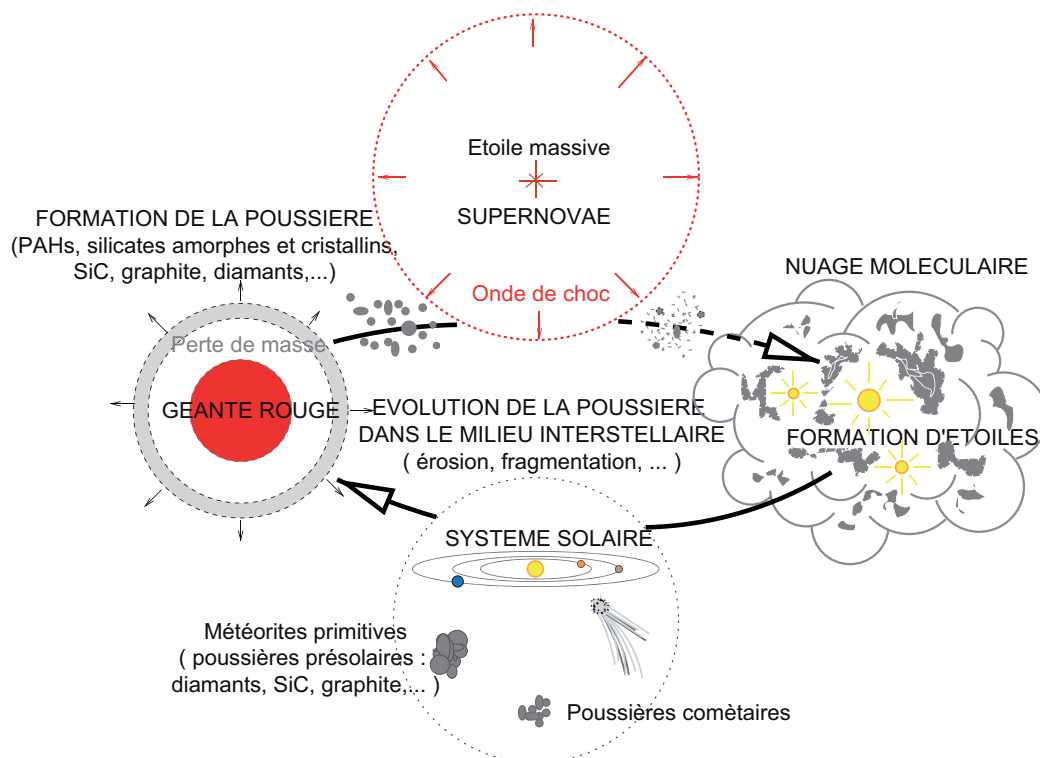 Etoile massive
SUPERNOVAE
Onde de choc
FORMATION DE LA POUSSIERE
(PAHs, silicates amorphes et cristallins,
SiC, graphite, diamants,...)
Perte de masse
GEANTE ROUGE
NUAGE MOLECULAIRE
FORMATION D'ETOILES
EVOLUTION DE LA POUSSIERE
DANS LE MILIEU INTERSTELLAIRE
( érosion, fragmentation, ... )
SYSTEME SOLAIRE
Météorites primitives
( poussières présolaires :
diamants, SiC, graphite,... )
Poussières comètaires